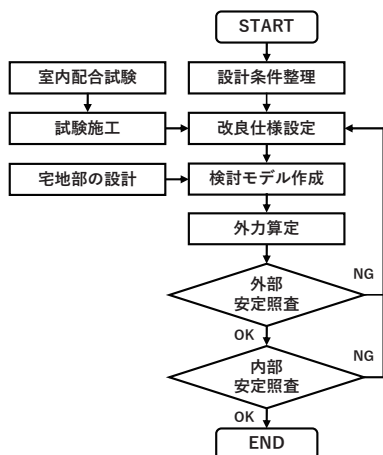 START
室内配合試験
設計条件整理
試験施工
改良仕様設定
宅地部の設計
検討モデル作成
外力算定
外部
安定照査
NG
OK
内部
安定照査
NG
OK
END